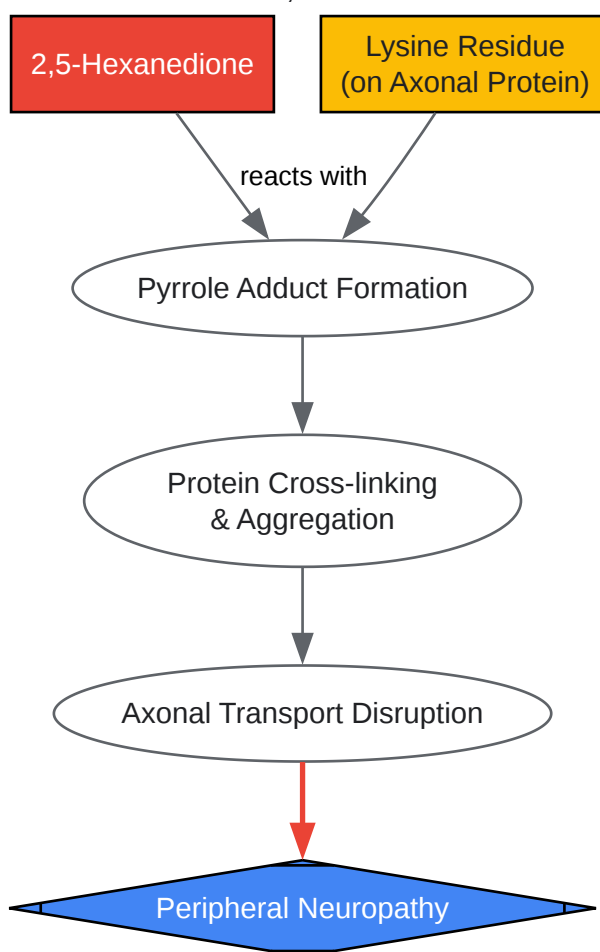 2,5-Hexanedione
Lysine Residue
(on Axonal Protein)
reacts with
Pyrrole Adduct Formation
Protein Cross-linking
& Aggregation
Axonal Transport Disruption
Peripheral Neuropathy